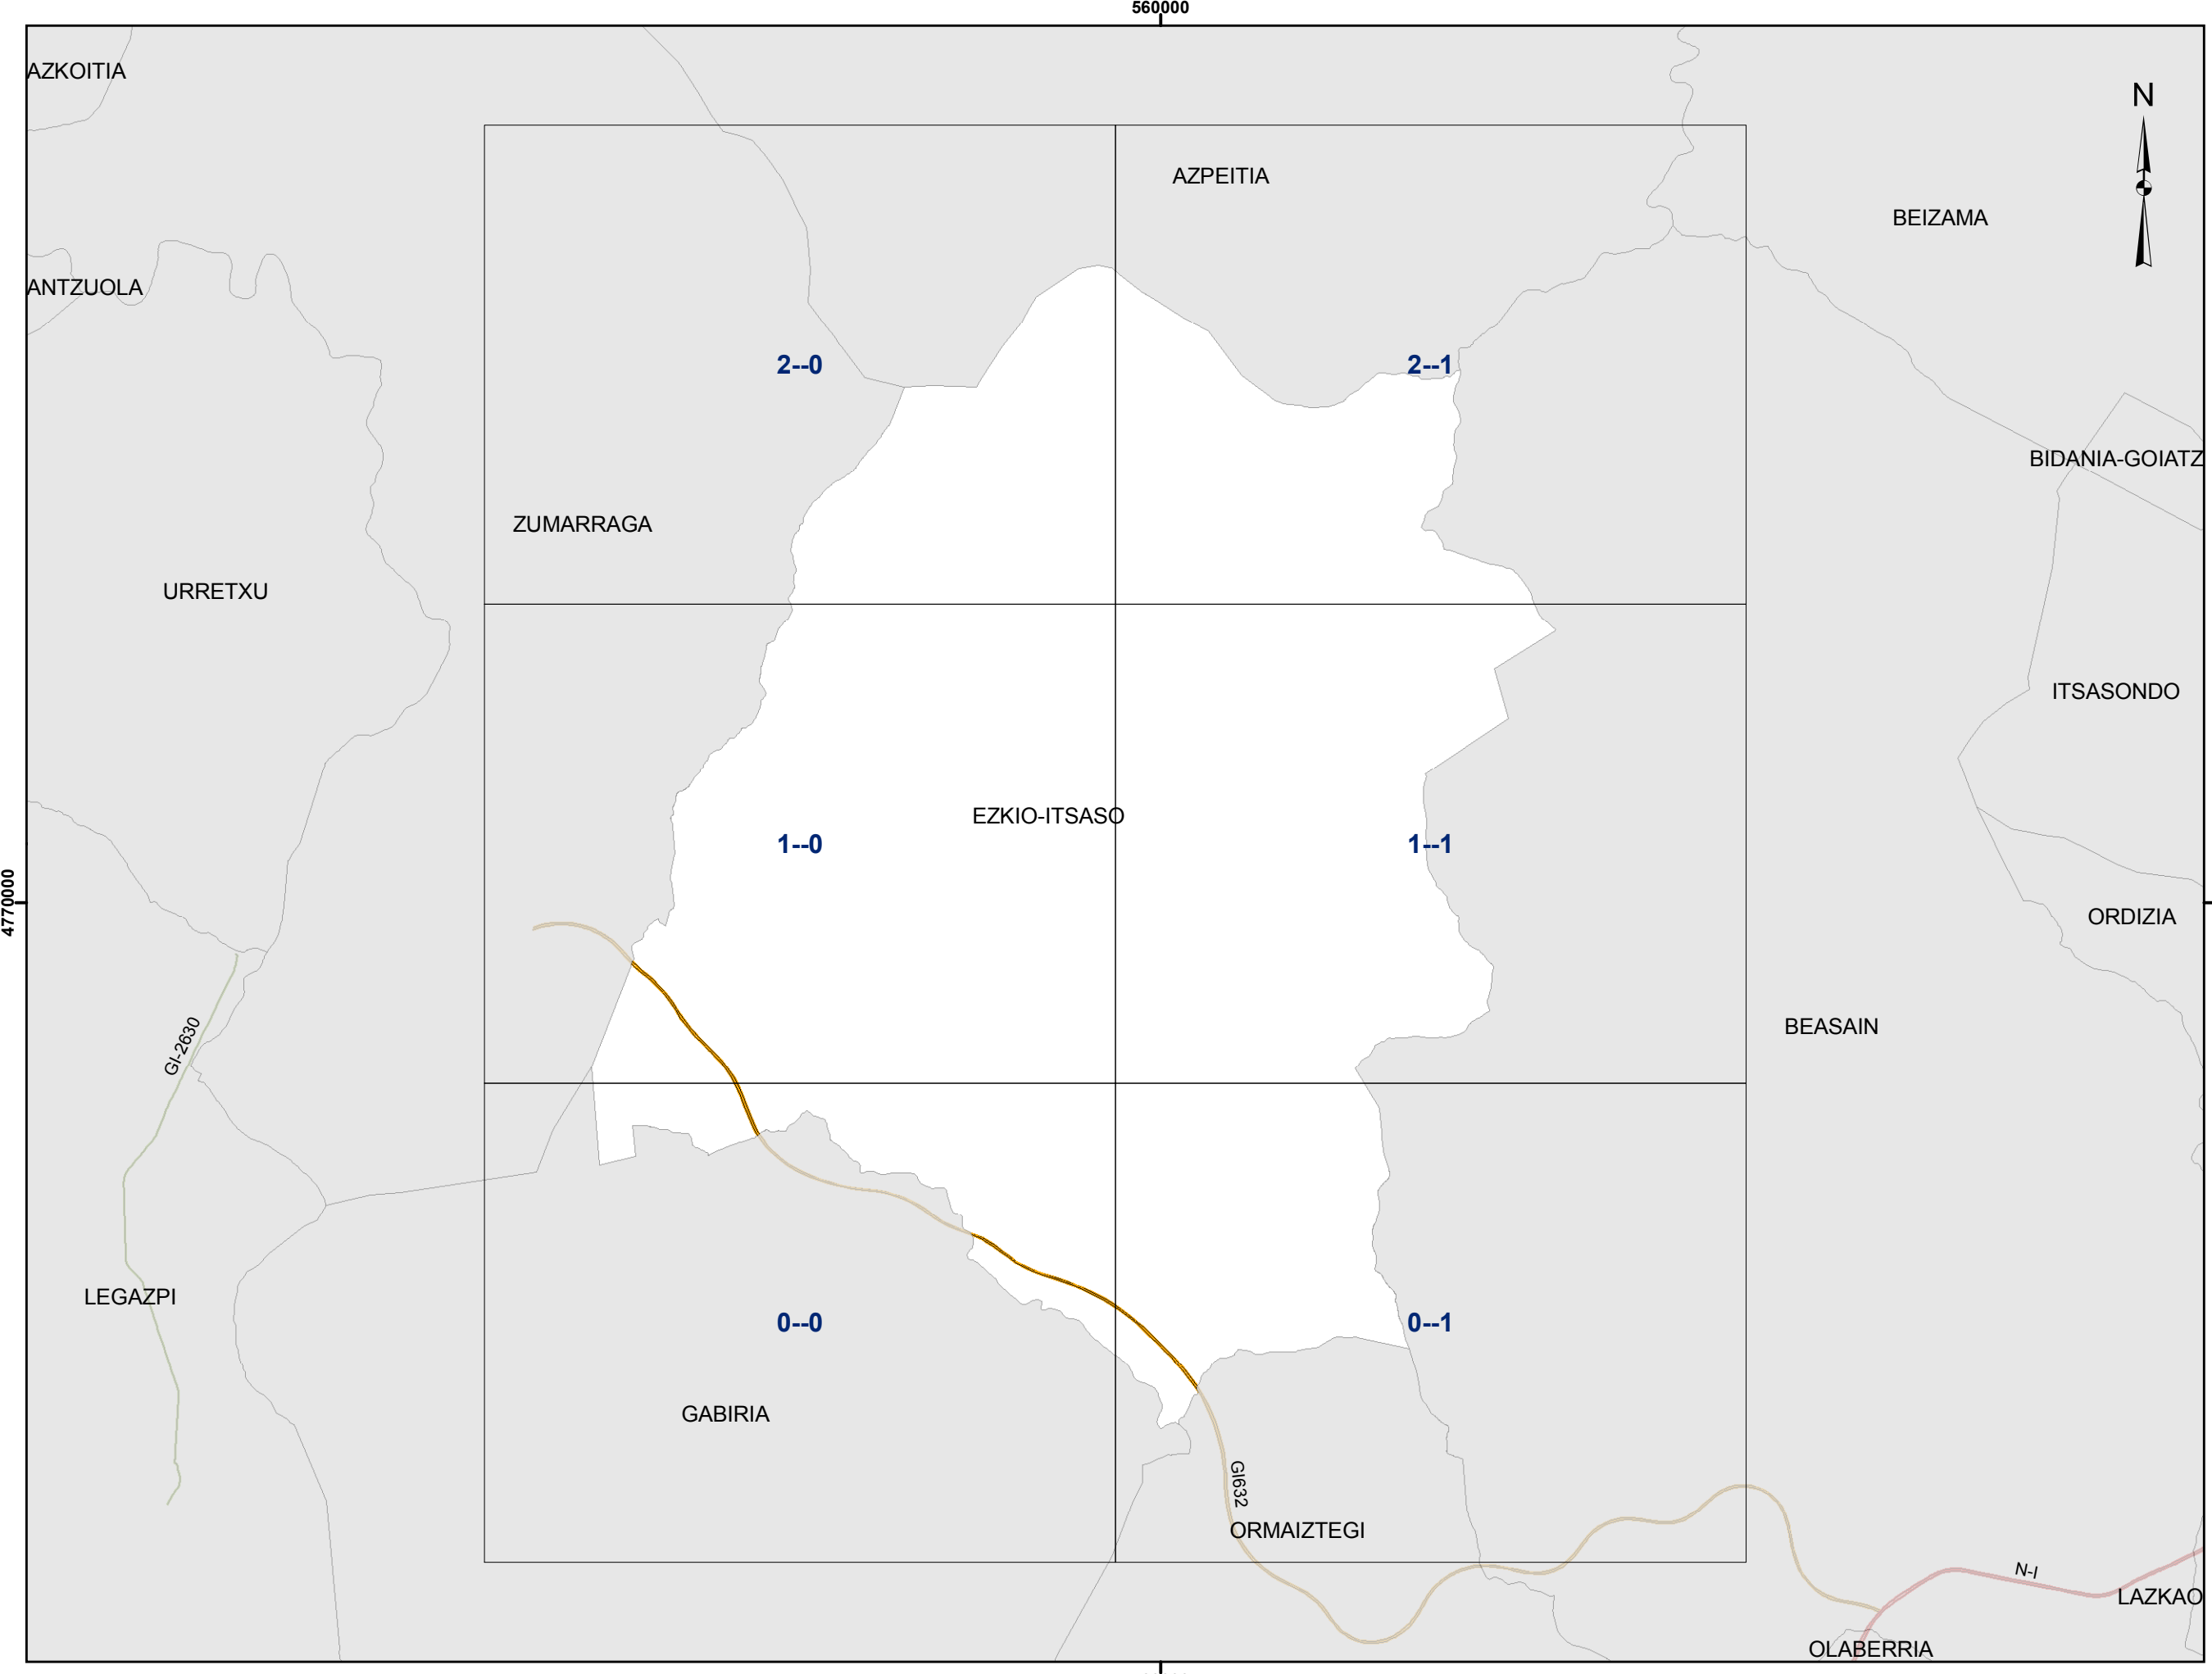 560000
AZKOITIA
N
AZPEITIA
BEIZAMA
ANTZUOLA
2--0
2--1
BIDANIA-GOIATZ
ZUMARRAGA
URRETXU
ITSASONDO
EZKIO-ITSASO
1--0
1--1
4770000
ORDIZIA
BEASAIN
GI-2630
LEGAZPI
0--0
0--1
GABIRIA
GI632
ORMAIZTEGI
N-I
LAZKAO
OLABERRIA